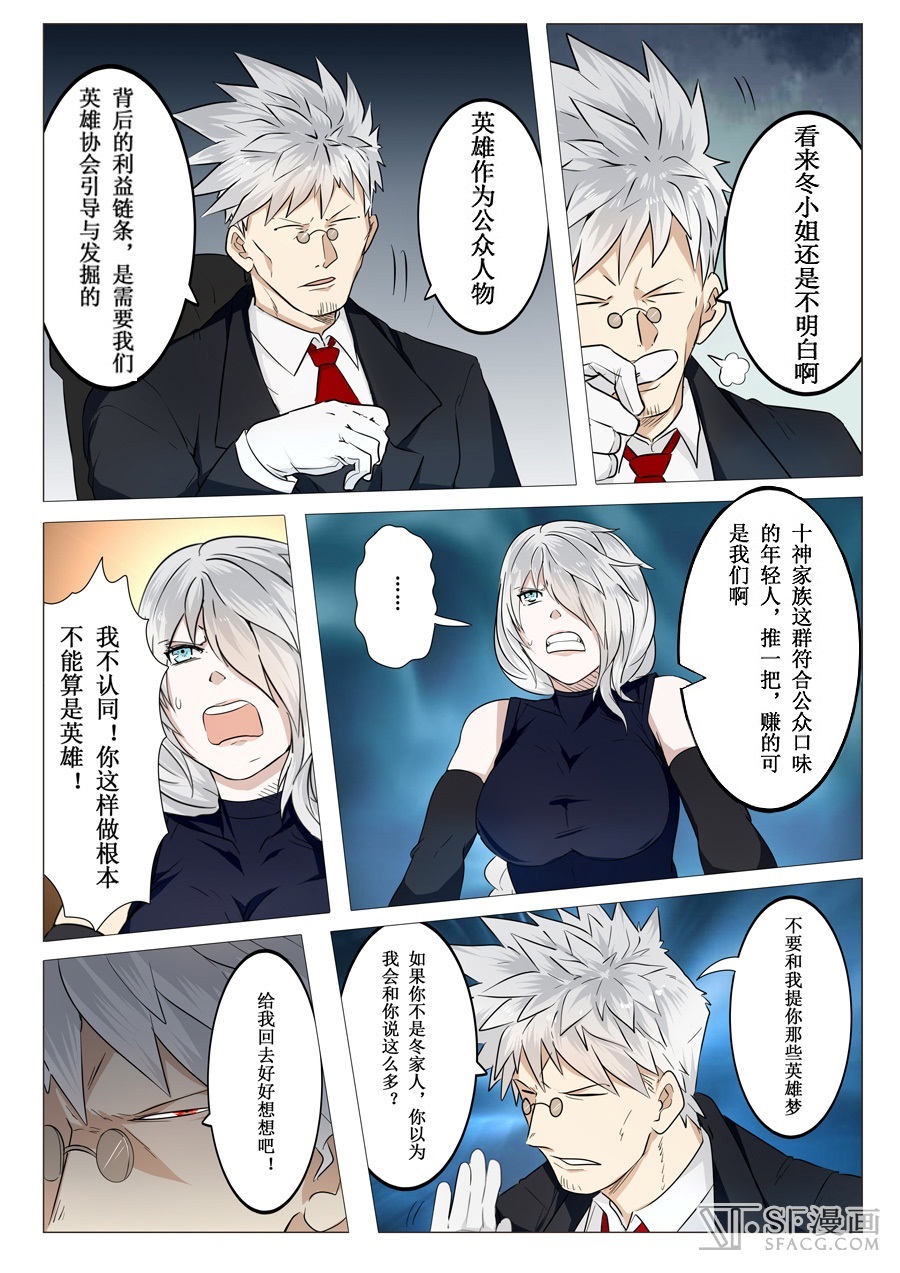 看来冬小姐还是不明白啊
英雄作为公众人物
背后的利益链条，是需要我们
英雄协会引导与发掘的
十神家族这群符合公众口味
的年轻人，推一把，赚的可
是我们啊
……
我不认同！你这样做根本
不能算是英雄！
不要和我提你那些英雄梦
如果你不是冬家人，你以为
我会和你说这么多？
给我回去好好想想吧！
SF漫画
SFACG.COM